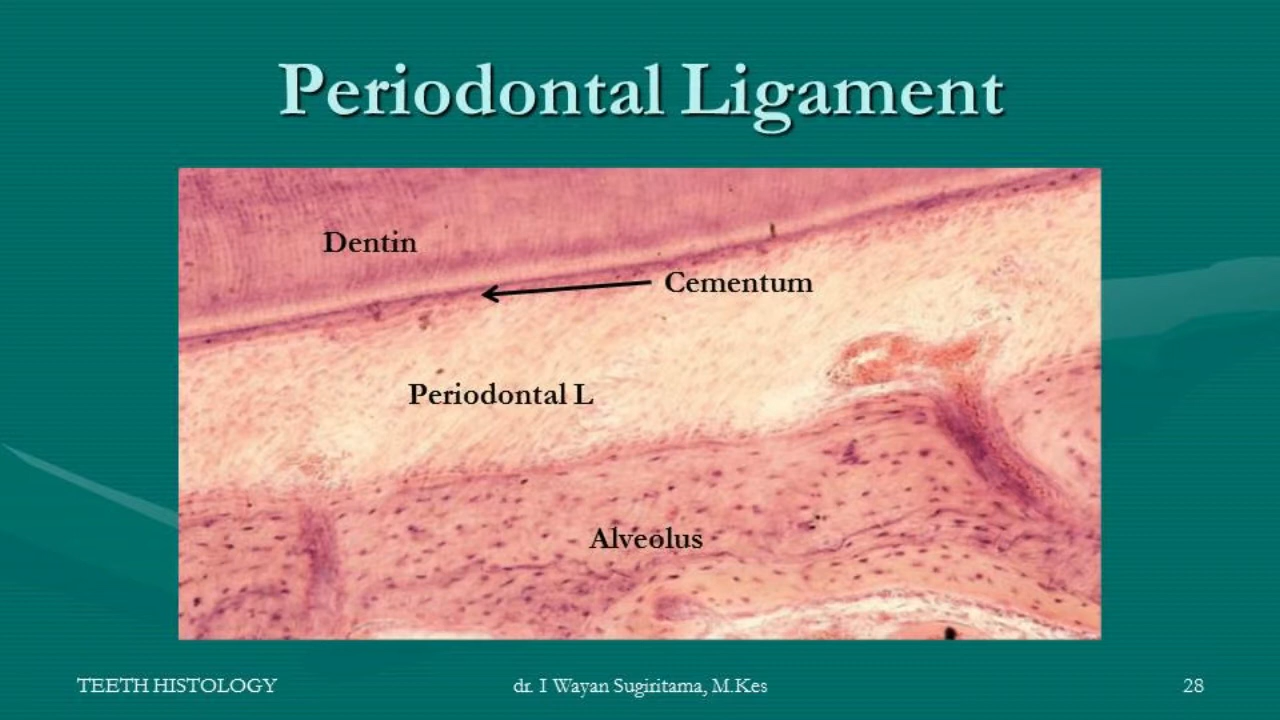 Periodontal Ligament
Dentin
Cementum
Periodontal L
Alveolus
TEETH HISTOLOGY
dr. I Wayan Sugiritama, M.Kes
28